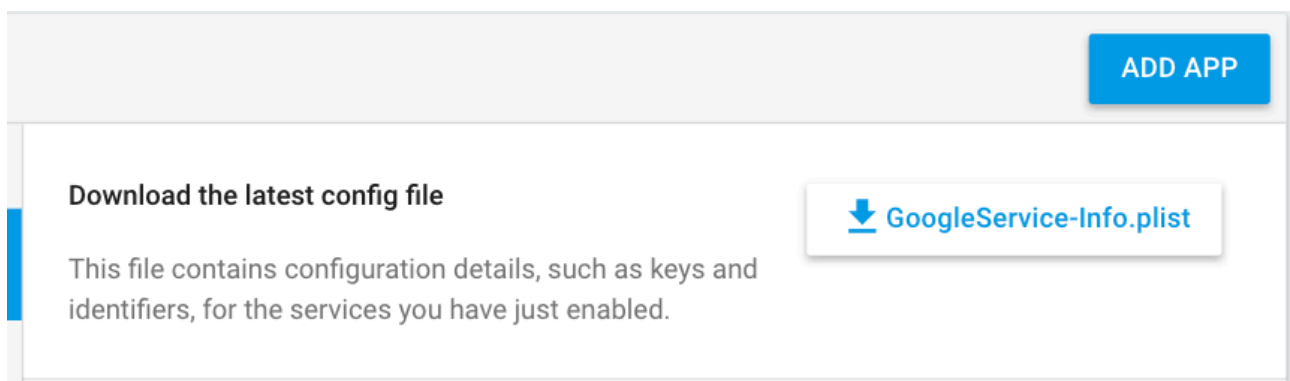 ADD APP
Download the latest config file
GoogleService-Info.plist
This file contains configuration details, such as keys and
identifiers, for the services you have just enabled.